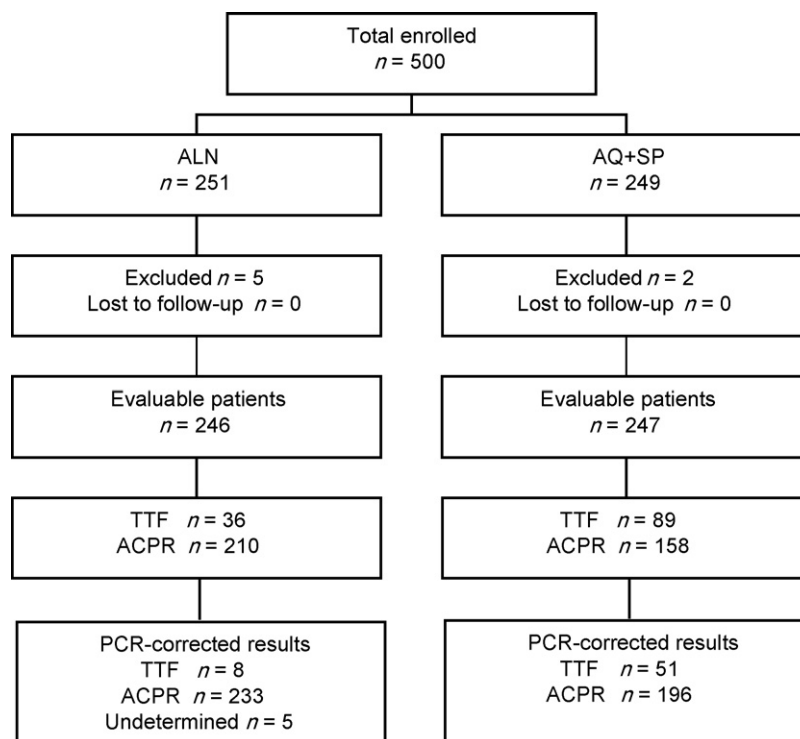 Total enrolled
n = 500
ALN
n = 251
AQ+SP
n = 249
Excluded n = 5
Lost to follow-up n = 0
Excluded n = 2
Lost to follow-up n = 0
Evaluable patients
n = 246
Evaluable patients
n = 247
TTF n = 36
ACPR n = 210
TTF n = 89
ACPR n = 158
PCR-corrected results
TTF n = 8
ACPR n = 233
Undetermined n = 5
PCR-corrected results
TTF n = 51
ACPR n = 196